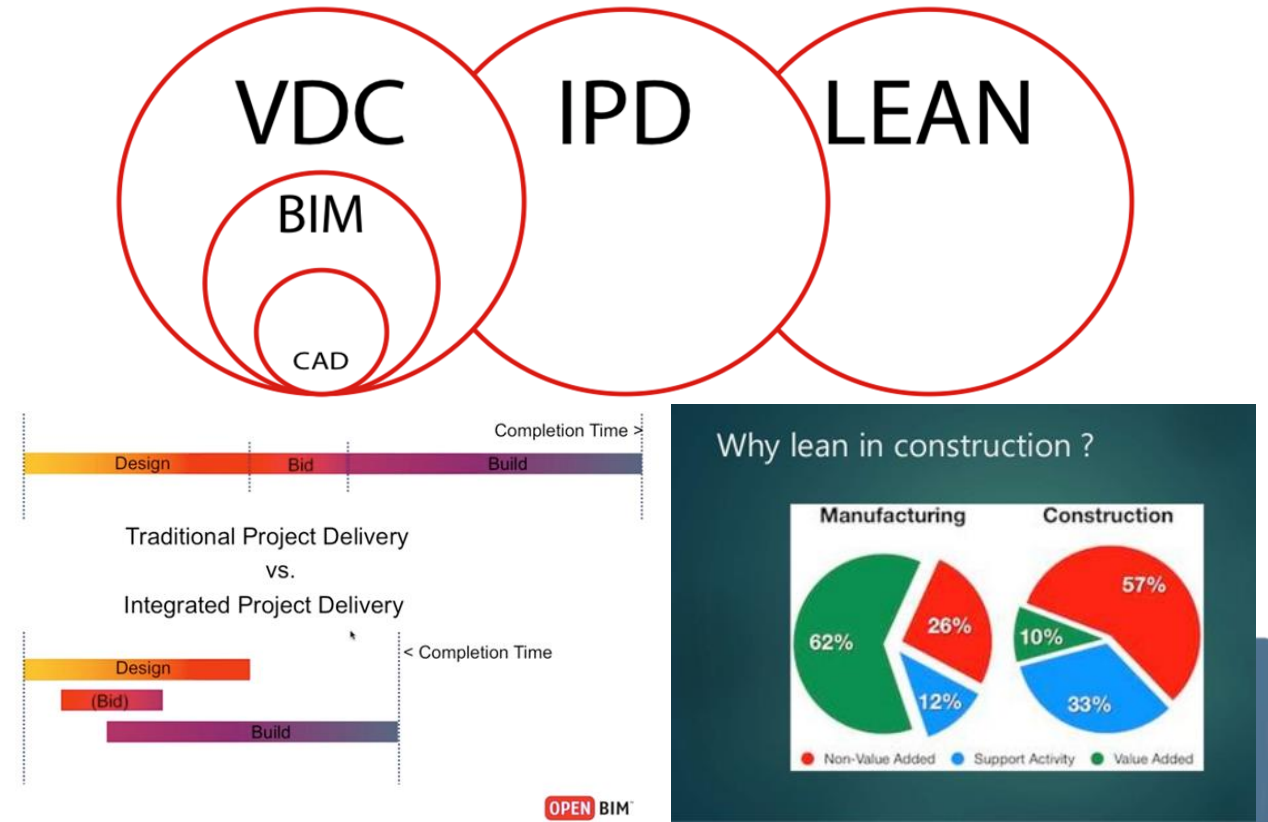 VDC
IPD
LEAN
BIM
CAD
Completion Time >
Design
Bid
Build
Traditional Project Delivery
vs.
Integrated Project Delivery
< Completion Time
Design
(Bid)
Build
OPEN BIM
Why lean in construction ?
Manufacturing
Construction
62%
26%
12%
57%
10%
33%
Non-Value Added
Support Activity
Value Added